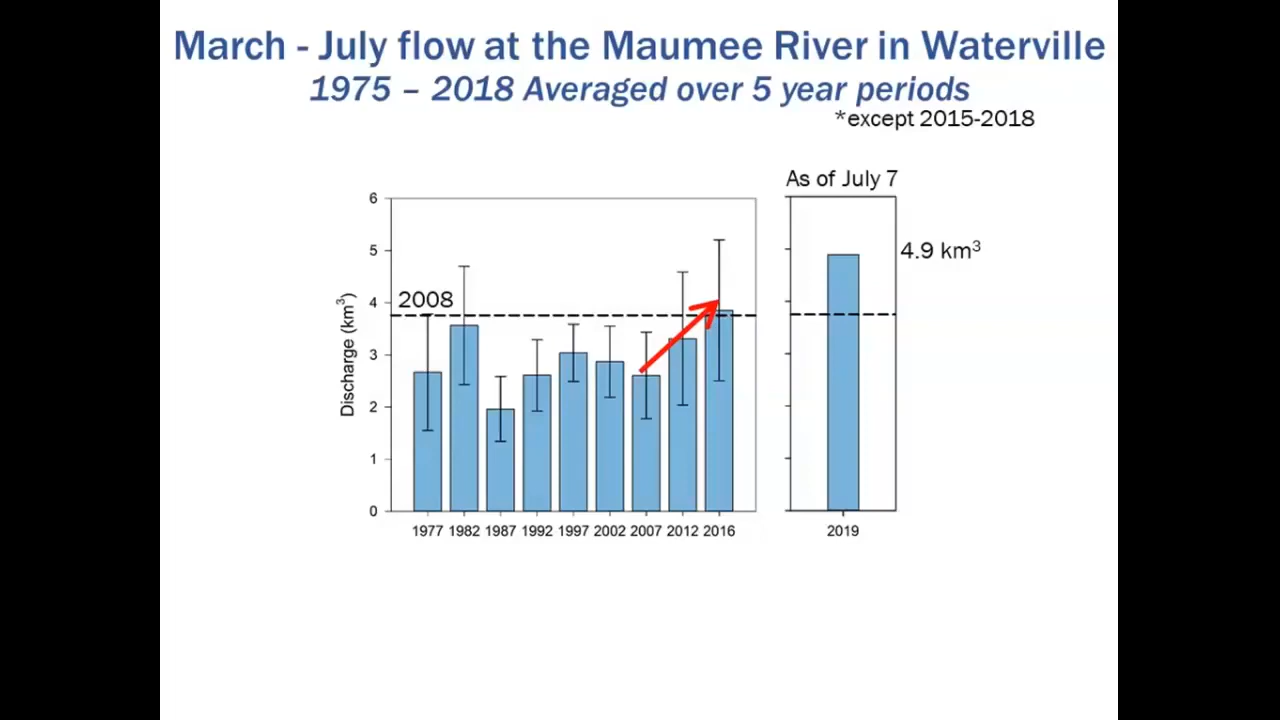 March - July flow at the Maumee River in Waterville
1975 – 2018 Averaged over 5 year periods
*except 2015-2018
As of July 7
6
5
4
3
2
1
0
Discharge (km³)
2008
4.9 km³
1977 1982 1987 1992 1997 2002 2007 2012 2016
2019